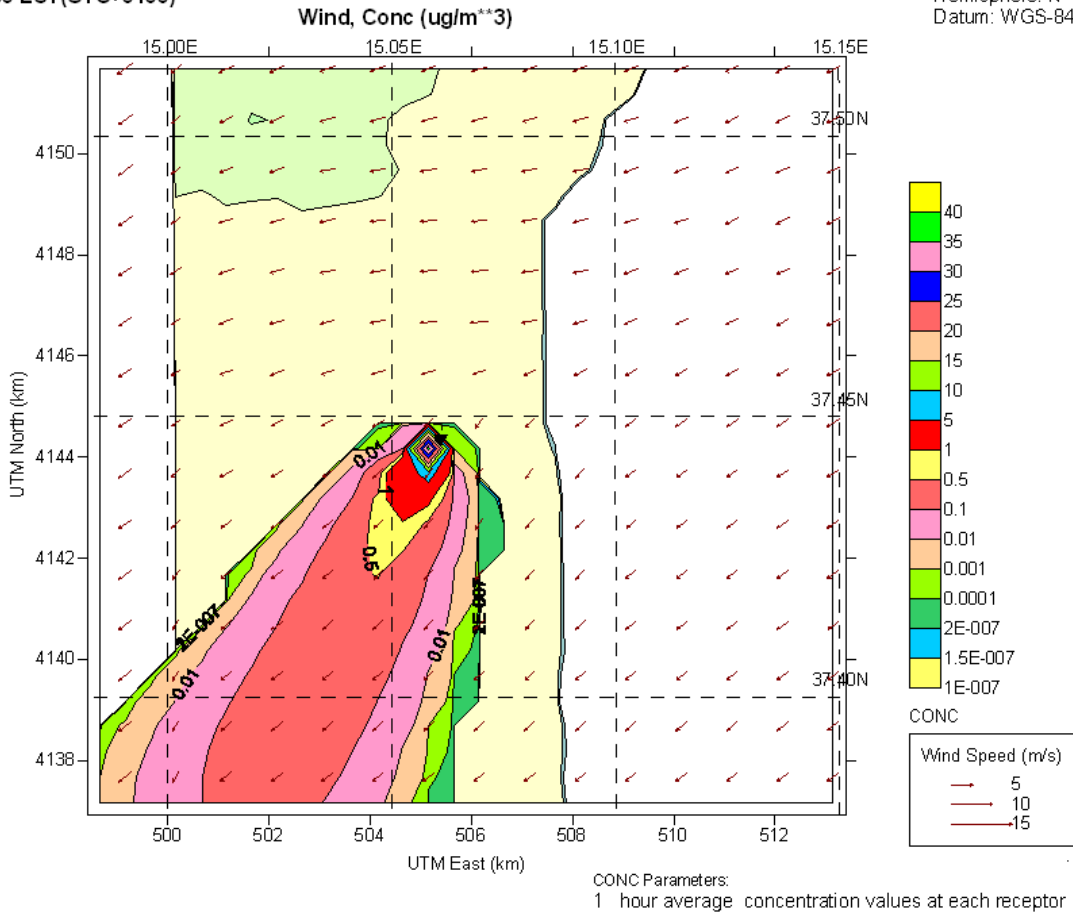 Wind, Conc (ug/m**3)
Datum: WGS-84
15.00E 15.05E 15.10E 15.15E
37.50N
4150
4148
4146
37.45N
4144
4142
4140
37.40N
4138
UTM North (km)
0.01
1
0.5
2E-007
2E-007
0.01
0.01
500 502 504 506 508 510 512
UTM East (km)
40
35
30
25
20
15
10
5
1
0.5
0.1
0.01
0.001
0.0001
2E-007
1.5E-007
1E-007
CONC
Wind Speed (m/s)
5
10
15
CONC Parameters:
1 hour average concentration values at each receptor